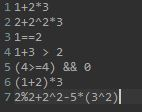 1 1+2*3
2 2+2^2*3
3 1==2
4 1+3 > 2
5 (4>=4) && 0
6 (1+2)*3
7 2%2+2^2-5*(3^2)